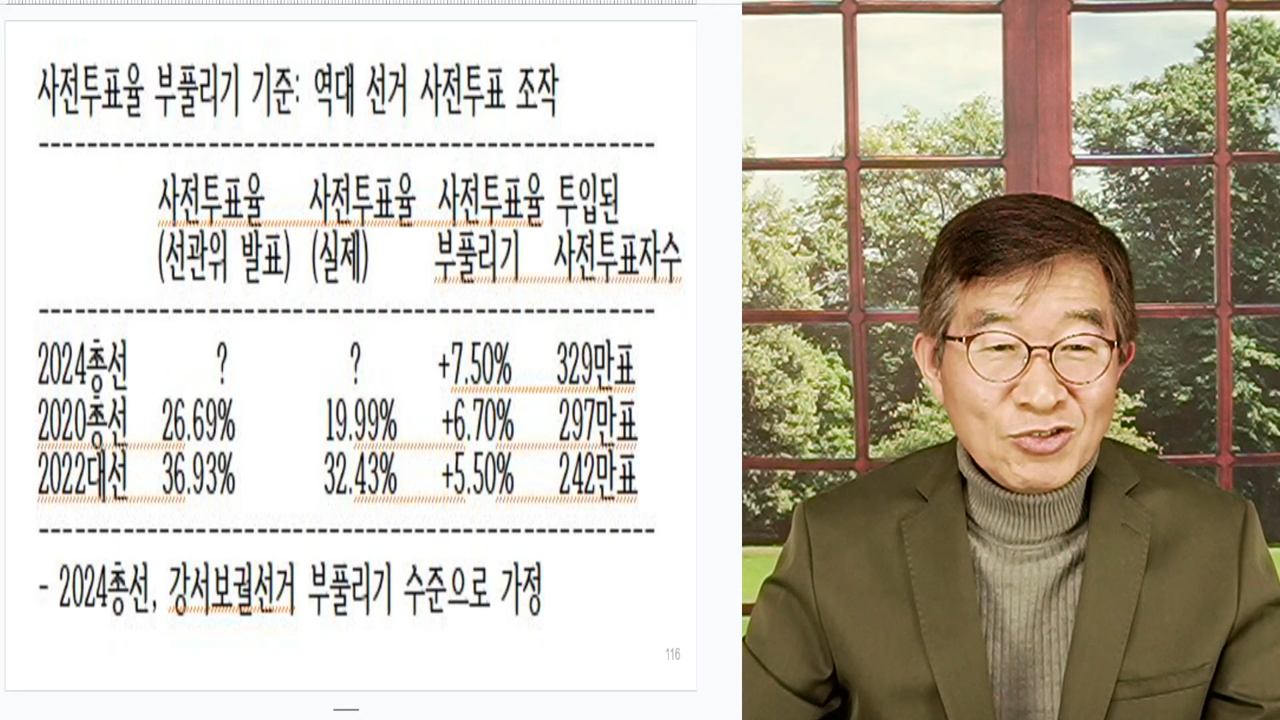 사전투표율 부풀리기 기준: 역대 선거 사전투표 조작
사전투표율 사전투표율 사전투표율 투입된
(선관위 발표) (실제) 부풀리기 사전투표자수
2024총선 ? ? +7.50% 329만표
2020총선 26.69% 19.99% +6.70% 297만표
2022대선 36.93% 32.43% +5.50% 242만표
- 2024총선, 강서보궐선거 부풀리기 수준으로 가정
116